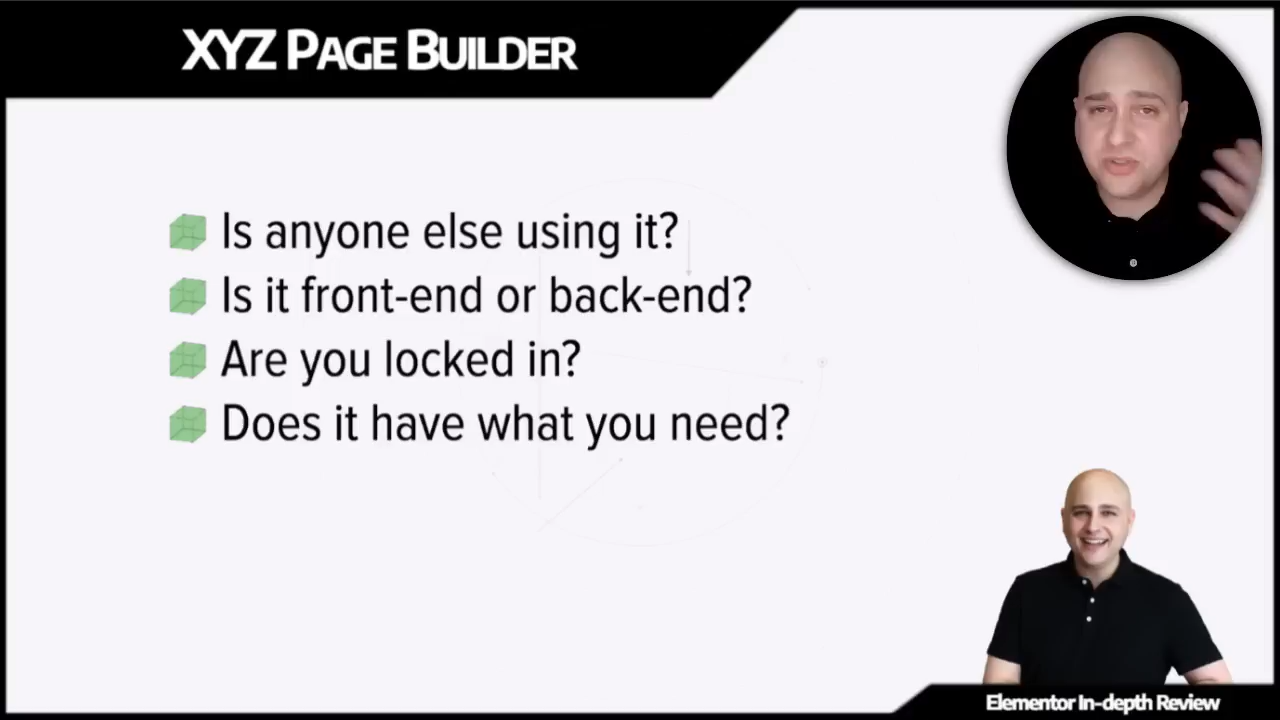 XYZ PAGE BUILDER
Is anyone else using it?
Is it front-end or back-end?
Are you locked in?
Does it have what you need?
Elementor In-depth Review